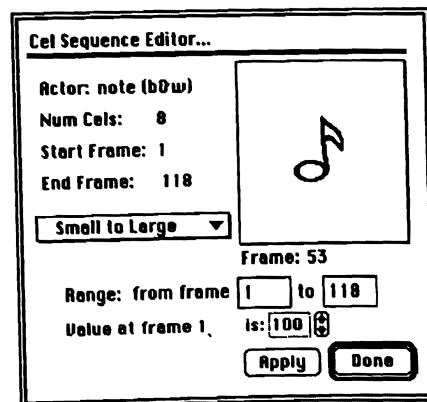 Cel Sequence Editor...
Actor: note (b&w)
Num Cels: 8
Start Frame: 1
End Frame: 118
Small to Large
Frame: 53
Range: from frame 1 to 118
Value at frame 1, is: 100
Apply Done